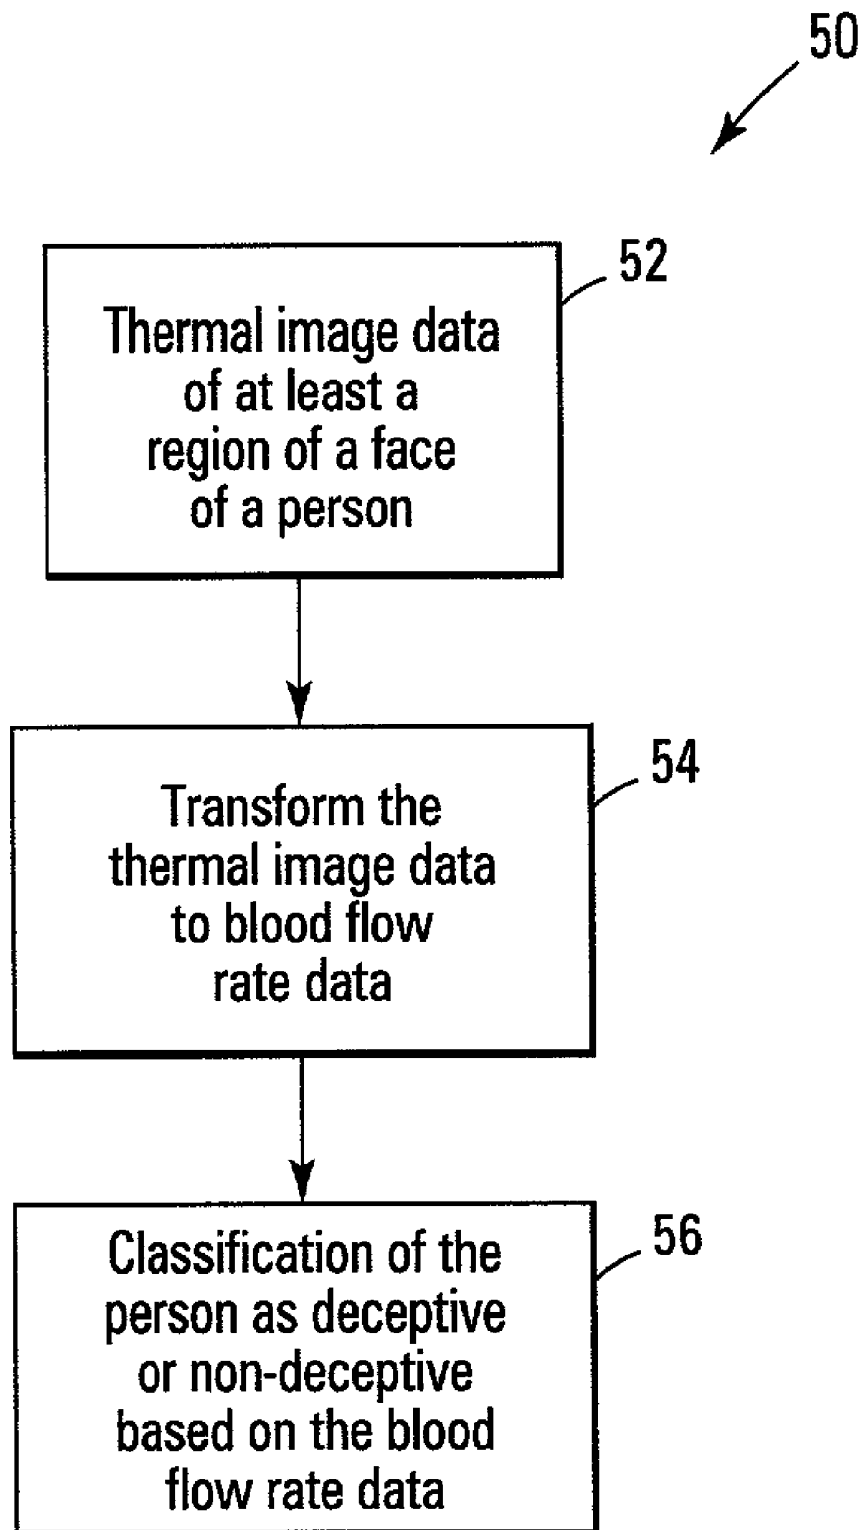 50
52
Thermal image data
of at least a
region of a face
of a person
54
Transform the
thermal image data
to blood flow
rate data
56
Classification of the
person as deceptive
or non-deceptive
based on the blood
flow rate data